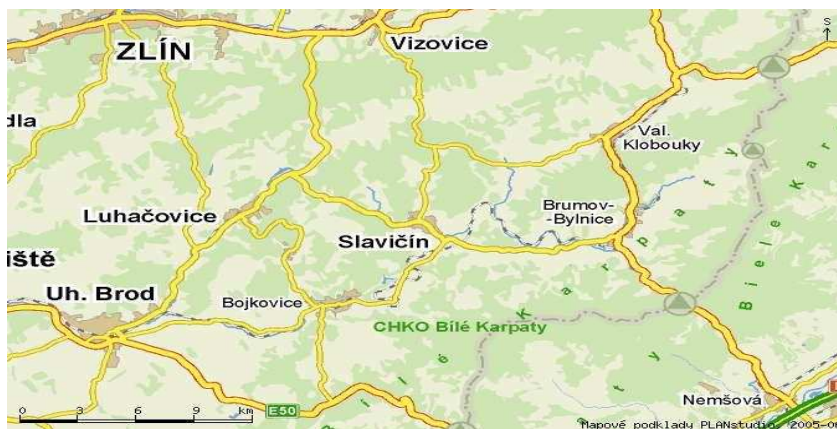 ZLÍN
Vizovice
S
dla
Val.
Klobouky
Luhačovice
Brumov-
-Bylnice
Slavičín
iště
Uh. Brod
Bojkovice
CHKO Bílé Karpaty
B í l é K a r p a t y
B i e l e K a r p a t y
E50
Nemšová
0 3 6 9 km
Mapové podklady PLANstudio, 2005-0